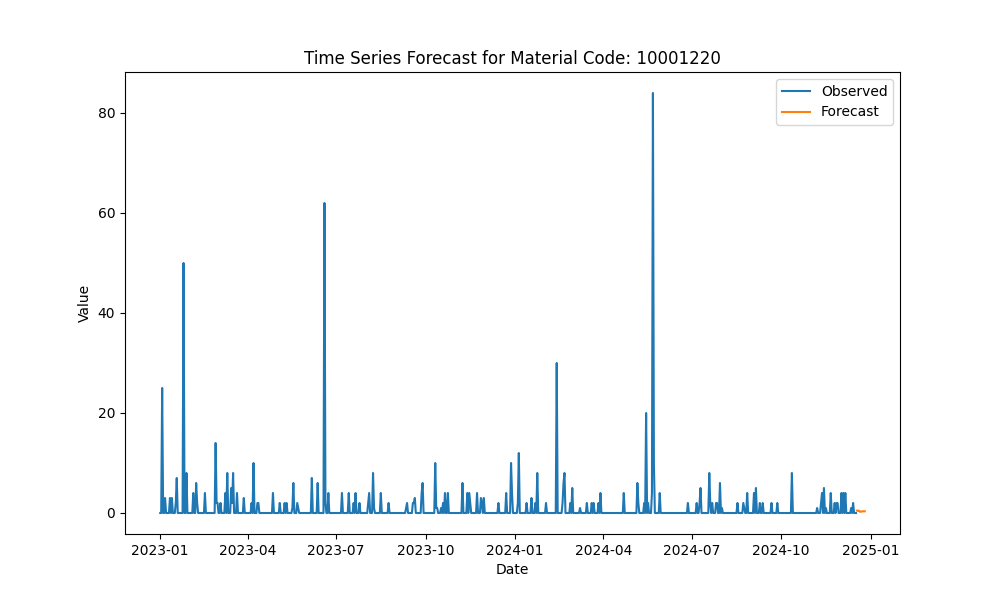 Time Series Forecast for Material Code: 10001220
Observed
Forecast
Value
80
60
40
20
0
2023-01
2023-04
2023-07
2023-10
2024-01
2024-04
2024-07
2024-10
2025-01
Date